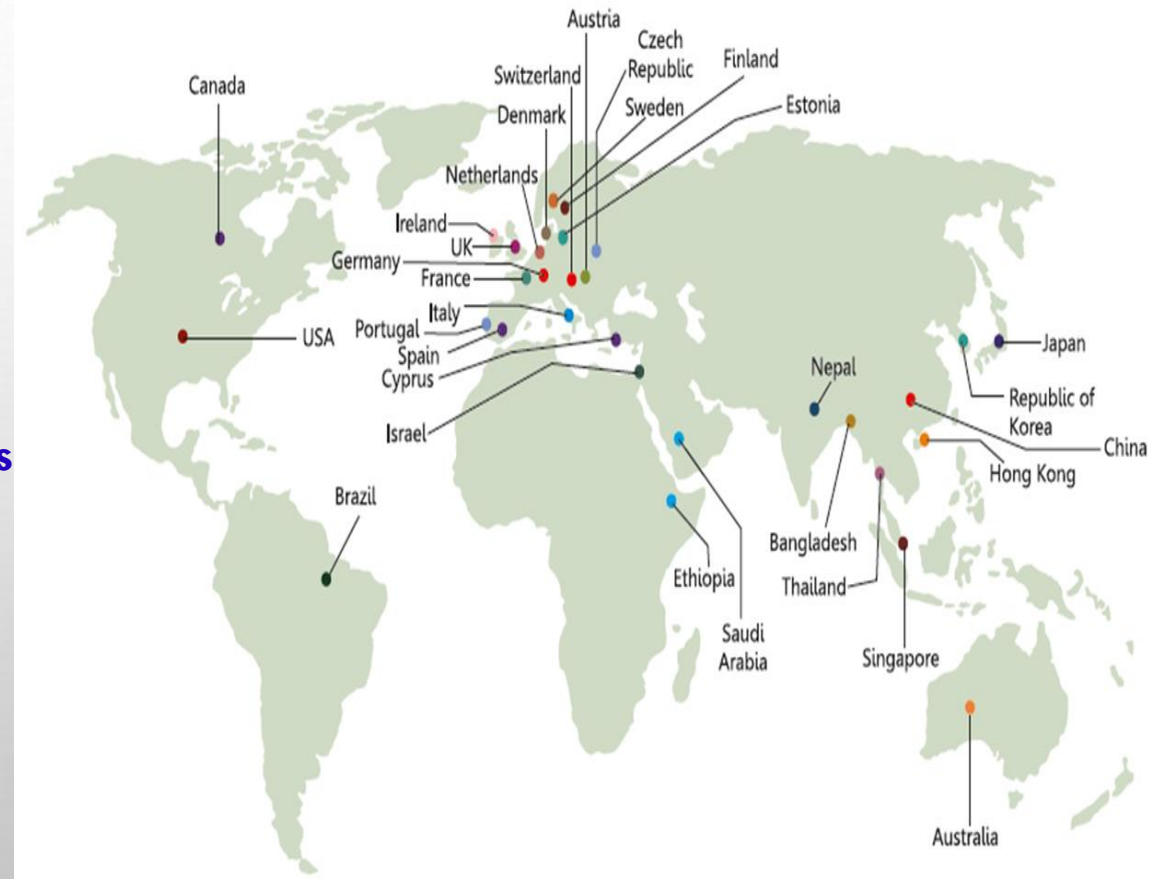 Austria
Czech
Republic
Finland
Switzerland
Canada
Denmark
Sweden
Estonia
Netherlands
Ireland
UK
Germany
France
Italy
Portugal
USA
Spain
Cyprus
Israel
Japan
Nepal
Republic of
Korea
China
Hong Kong
s
Brazil
Bangladesh
Ethiopia
Thailand
Saudi
Arabia
Singapore
Australia